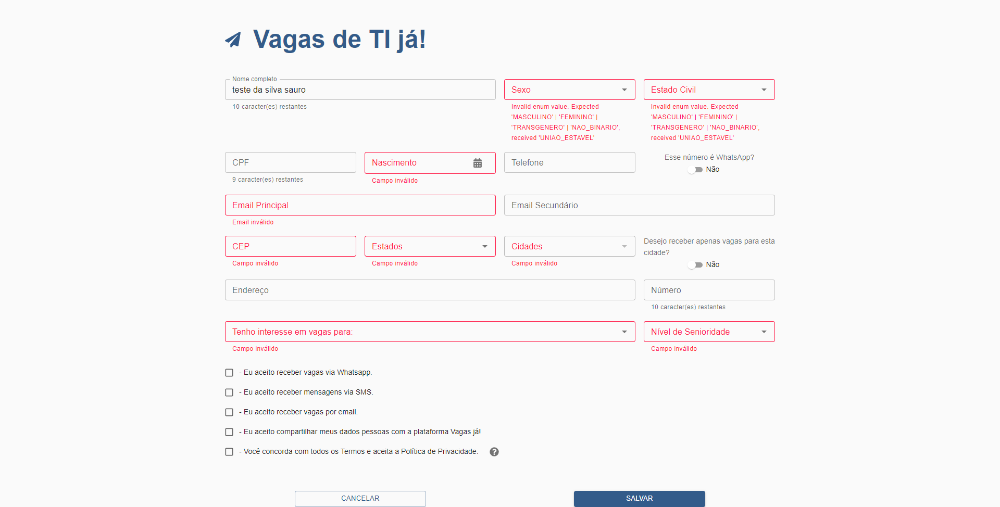 Vagas de TI já!
Nome completo
teste da silva sauro
10 caracter(es) restantes
Sexo
Invalid enum value. Expected
'MASCULINO' | 'FEMININO' |
'TRANSGENERO' | 'NAO_BINARIO',
received 'UNIAO_ESTAVEL'
Estado Civil
Invalid enum value. Expected
'MASCULINO' | 'FEMININO' |
'TRANSGENERO' | 'NAO_BINARIO',
received 'UNIAO_ESTAVEL'
CPF
9 caracter(es) restantes
Nascimento
Campo inválido
Telefone
Esse número é WhatsApp?
Não
Email Principal
Email inválido
Email Secundário
CEP
Campo inválido
Estados
Campo inválido
Cidades
Campo inválido
Desejo receber apenas vagas para esta
cidade?
Não
Endereço
Número
10 caracter(es) restantes
Tenho interesse em vagas para:
Campo inválido
Nível de Senioridade
Campo inválido
- Eu aceito receber vagas via Whatsapp.
- Eu aceito receber mensagens via SMS.
- Eu aceito receber vagas por email.
- Eu aceito compartilhar meus dados pessoas com a plataforma Vagas já!
- Você concorda com todos os Termos e aceita a Política de Privacidade.
CANCELAR
SALVAR